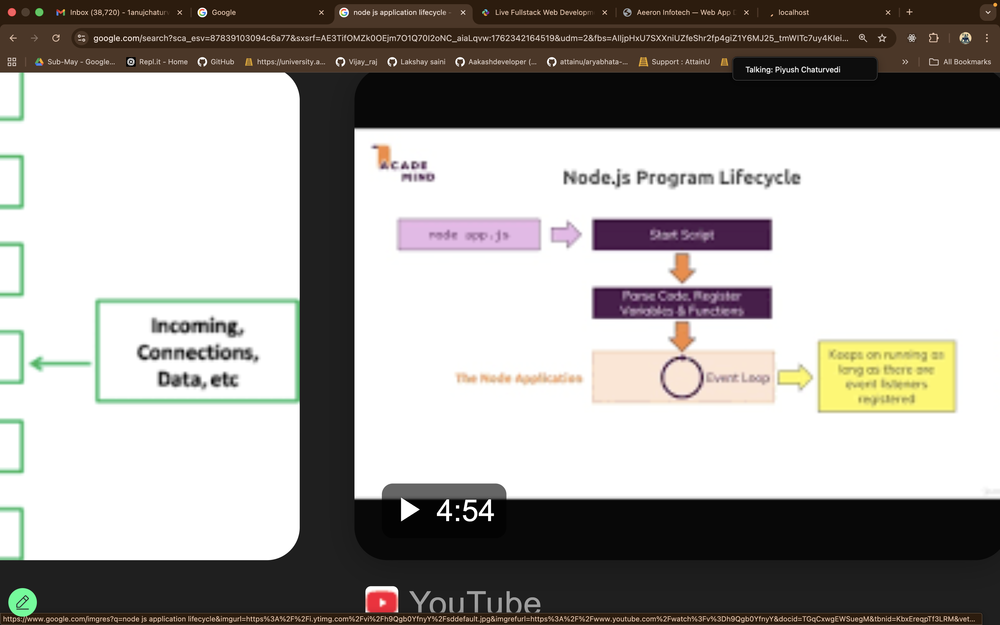 Inbox (38,720) - 1anujchaturv
Google
node js application lifecycle -
Live Fullstack Web Developm
Aeeron Infotech — Web App D
localhost
google.com/search?sca_esv=87839103094c6a77&sxsrf=AE3TifOMZk0OEjm7O1Q70I2oNC_aiaLqvw:1762342164519&udm=2&fbs=AIIjpHxU7SXXniUZfeShr2fp4giZ1Y6MJ25_tmWITc7uy4KIei...
Sub-May - Google...
Repl.it - Home
GitHub
https://university.a...
Vijay_raj
Lakshay saini
Aakashdeveloper (...
attainu/aryabhata-...
Support : AttainU
All Bookmarks
Talking: Piyush Chaturvedi
ACADE
MIND
Node.js Program Lifecycle
node app.js
Start Script
Parse Code, Register
Variables & Functions
Incoming,
Connections,
Data, etc
The Node Application
Event Loop
Keeps on running as
long as there are
event listeners
registered
4:54
YouTube
https://www.google.com/imgres?q=node js application lifecycle&imgurl=https%3A%2F%2Fi.ytimg.com%2Fvi%2Fh9Qgb0YfnyY%2Fsddefault.jpg&imgrefurl=https%3A%2F%2Fwww.youtube.com%2Fwatch%3Fv%3Dh9Qgb0YfnyY&docid=TGqCxwgEWSuegM&tbnid=KbxEreqpTf3LRM&vet...